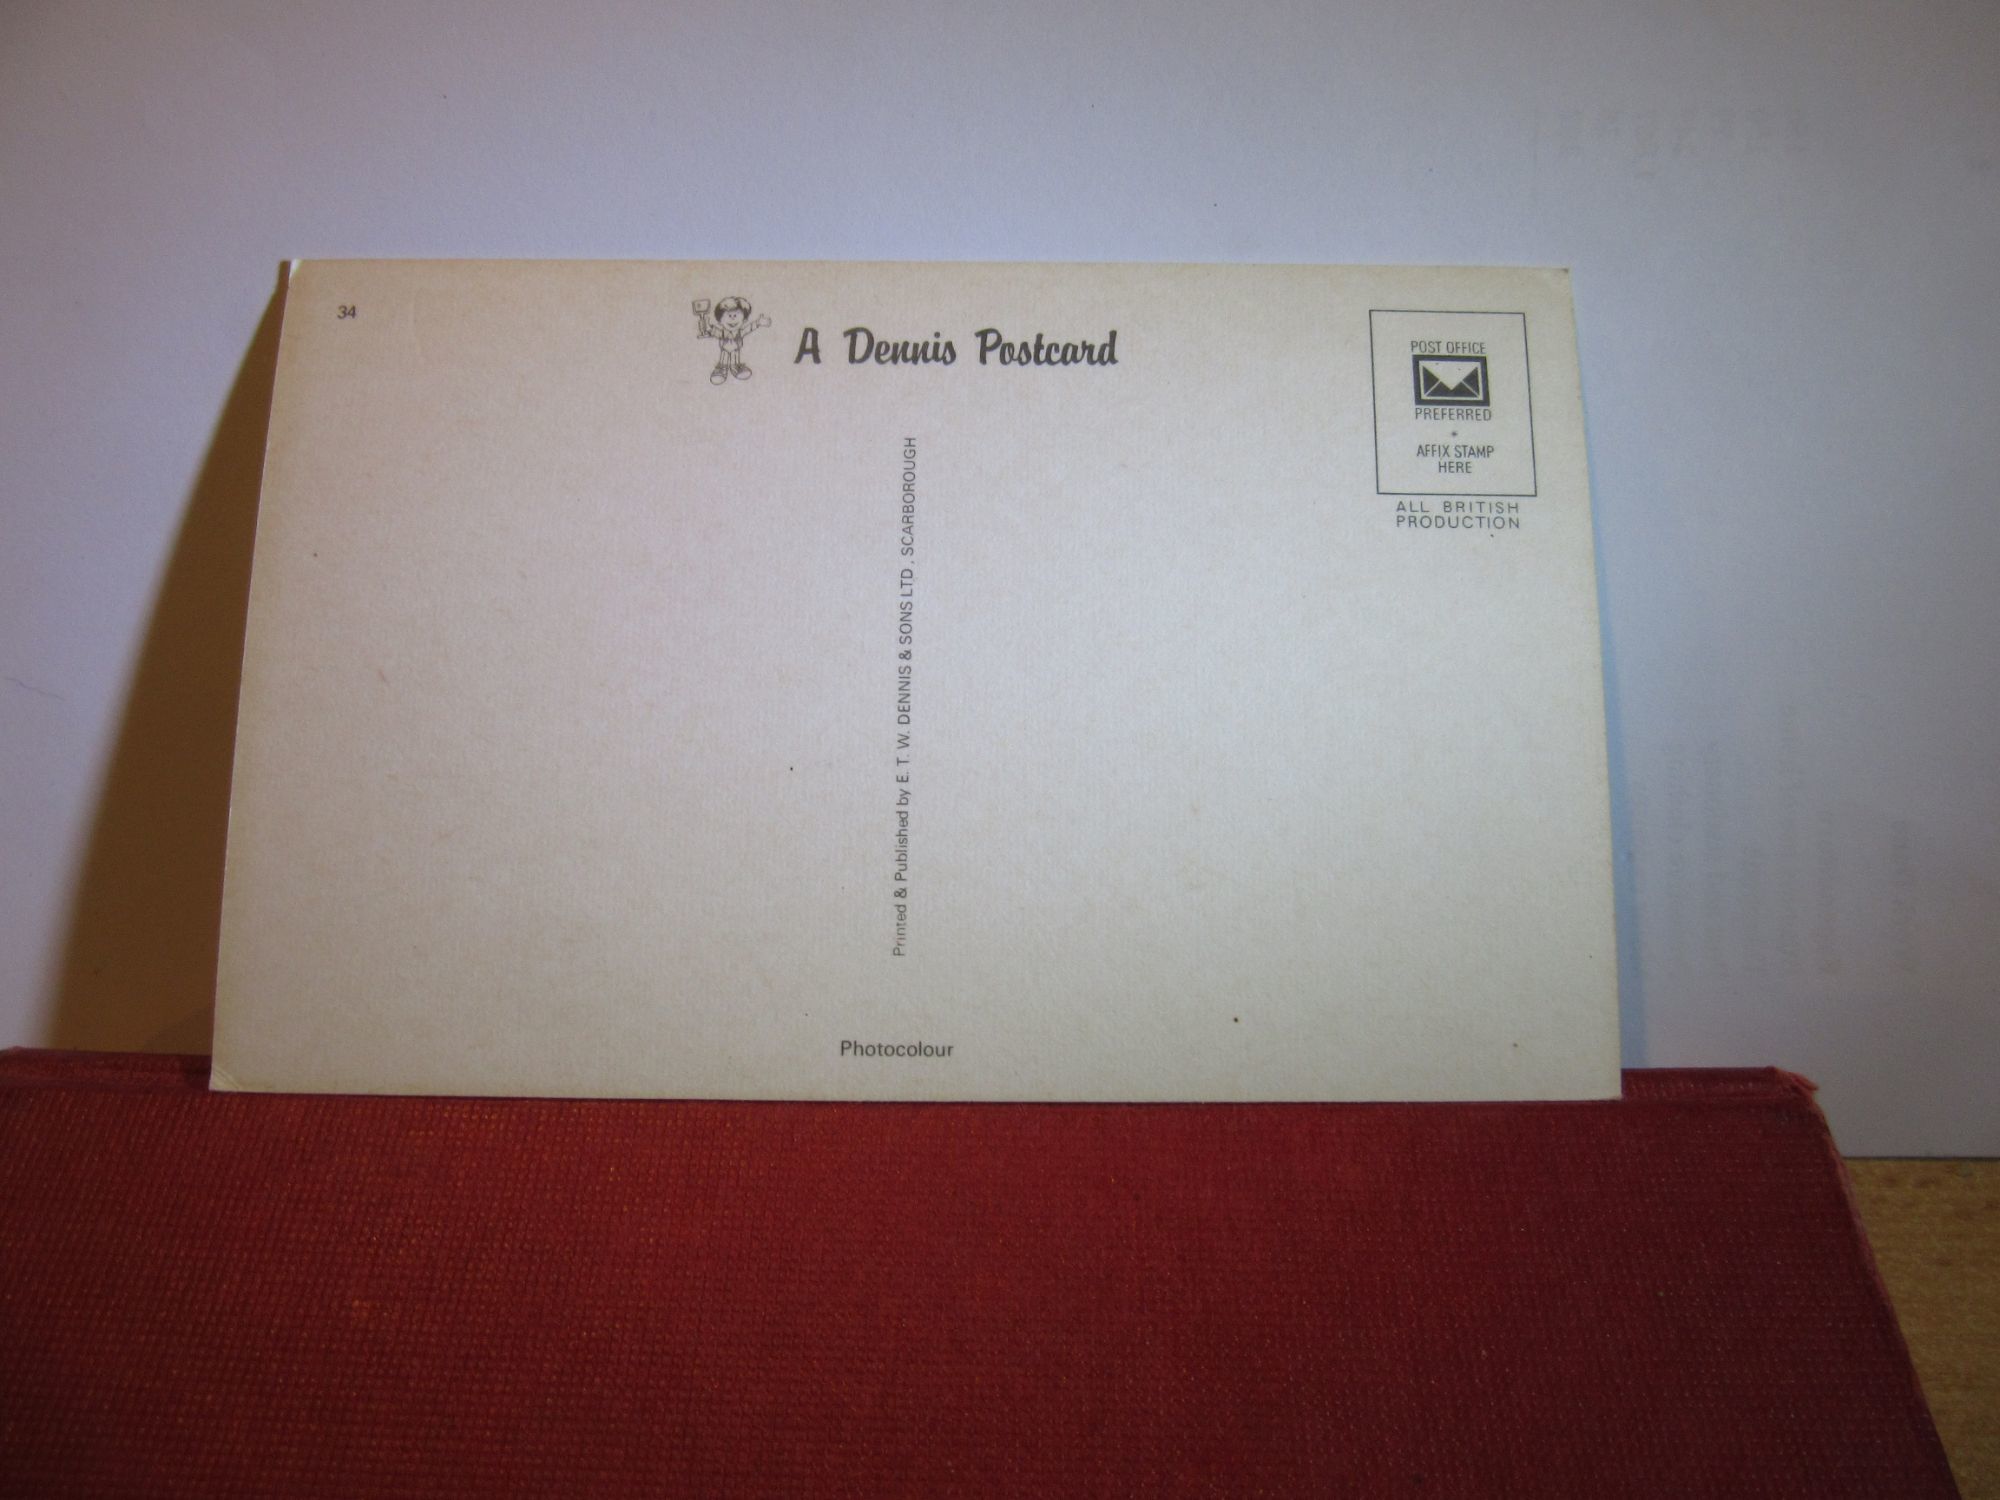 34
A Dennis Postcard
POST OFFICE
PREFERRED
AFFIX STAMP
HERE
ALL BRITISH
PRODUCTION
Printed & Published by E. T. W. DENNIS & SONS LTD., SCARBOROUGH
Photocolour